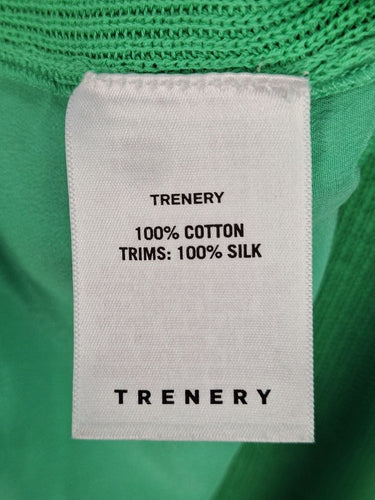 TRENERY
100% COTTON
TRIMS: 100% SILK
TRENERY